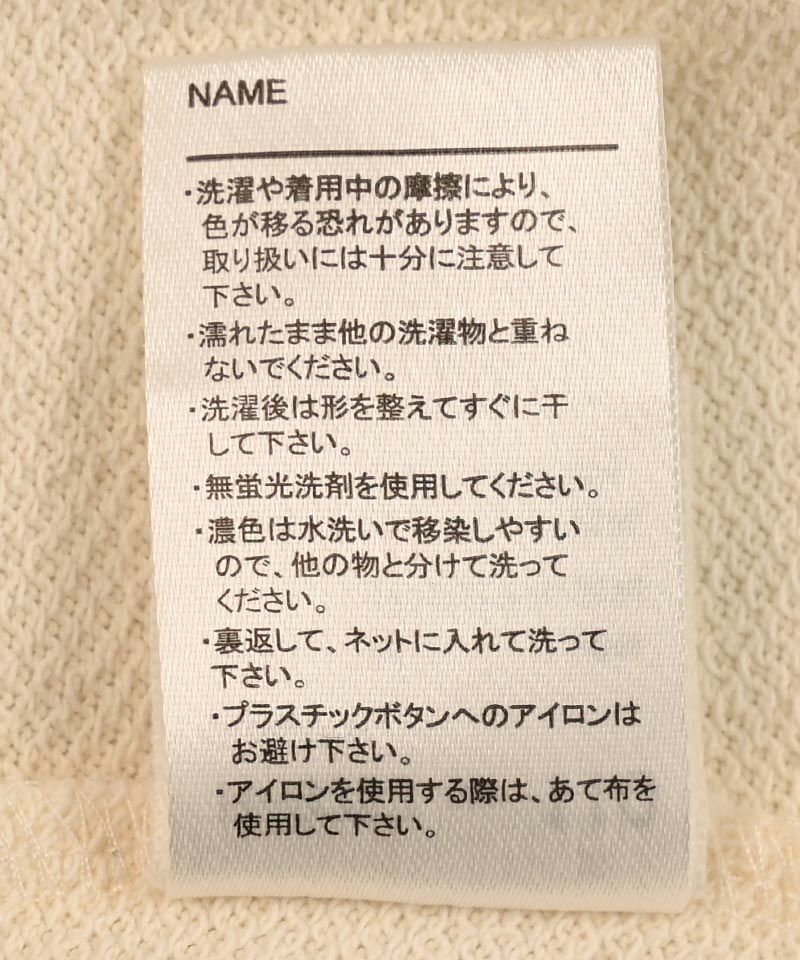 NAME
・洗濯や着用中の摩擦により、
色が移る恐れがありますので、
取り扱いには十分に注意して
下さい。
・濡れたまま他の洗濯物と重ね
ないでください。
・洗濯後は形を整えてすぐに干
して下さい。
・無蛍光洗剤を使用してください。
・濃色は水洗いで移染しやすい
ので、他の物と分けて洗って
ください。
・裏返して、ネットに入れて洗って
下さい。
・プラスチックボタンへのアイロンは
お避け下さい。
・アイロンを使用する際は、あて布を
使用して下さい。